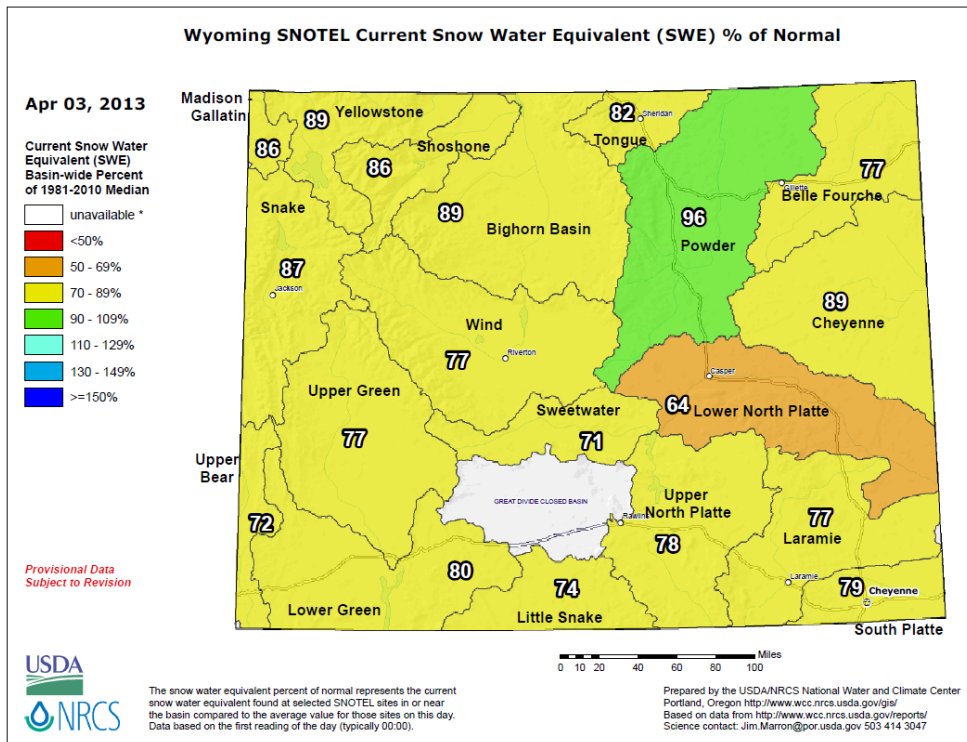 Wyoming SNOTEL Current Snow Water Equivalent (SWE) % of Normal
Apr 03, 2013
Current Snow Water
Equivalent (SWE)
Basin-wide Percent
of 1981-2010 Median
unavailable *
<50%
50 - 69%
70 - 89%
90 - 109%
110 - 129%
130 - 149%
>=150%
Provisional Data
Subject to Revision
Madison
Gallatin
86
89
Yellowstone
Shoshone
86
82
Sheridan
Tongue
77
Gillette
Belle Fourche
Snake
87
Jackson
89
Bighorn Basin
96
Powder
89
Cheyenne
Wind
77
Riverton
Casper
64
Lower North Platte
Upper Green
77
Sweetwater
71
Upper
Bear
72
GREAT DIVIDE CLOSED BASIN
Rawlins
Upper
North Platte
78
77
Laramie
Laramie
80
Lower Green
74
Little Snake
79
Cheyenne
South Platte
Miles
0 5 10 20 40 60 80 100
USDA
NRCS
The snow water equivalent percent of normal represents the current
snow water equivalent found at selected SNOTEL sites in or near
the basin compared to the average value for those sites on this day.
Data based on the first reading of the day (typically 00:00).
Prepared by the USDA/NRCS National Water and Climate Center
Portland, Oregon http://www.wcc.nrcs.usda.gov/gis/
Based on data from http://www.wcc.nrcs.usda.gov/reports/
Science contact: Jim.Marron@por.usda.gov 503 414 3047